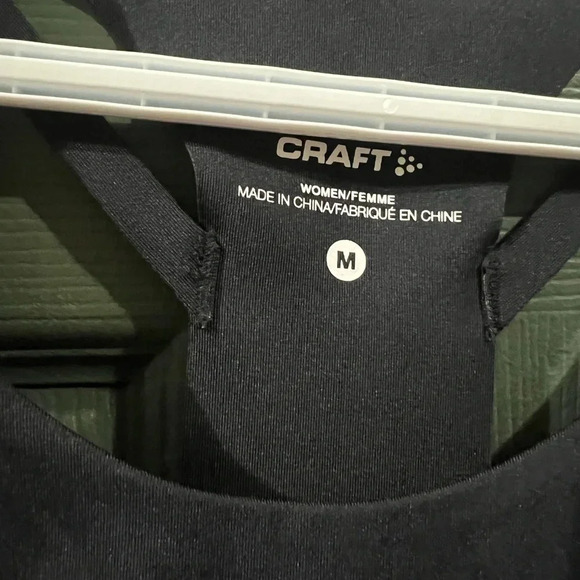 CRAFT
WOMEN/FEMME
MADE IN CHINA/FABRIQUÉ EN CHINE
M